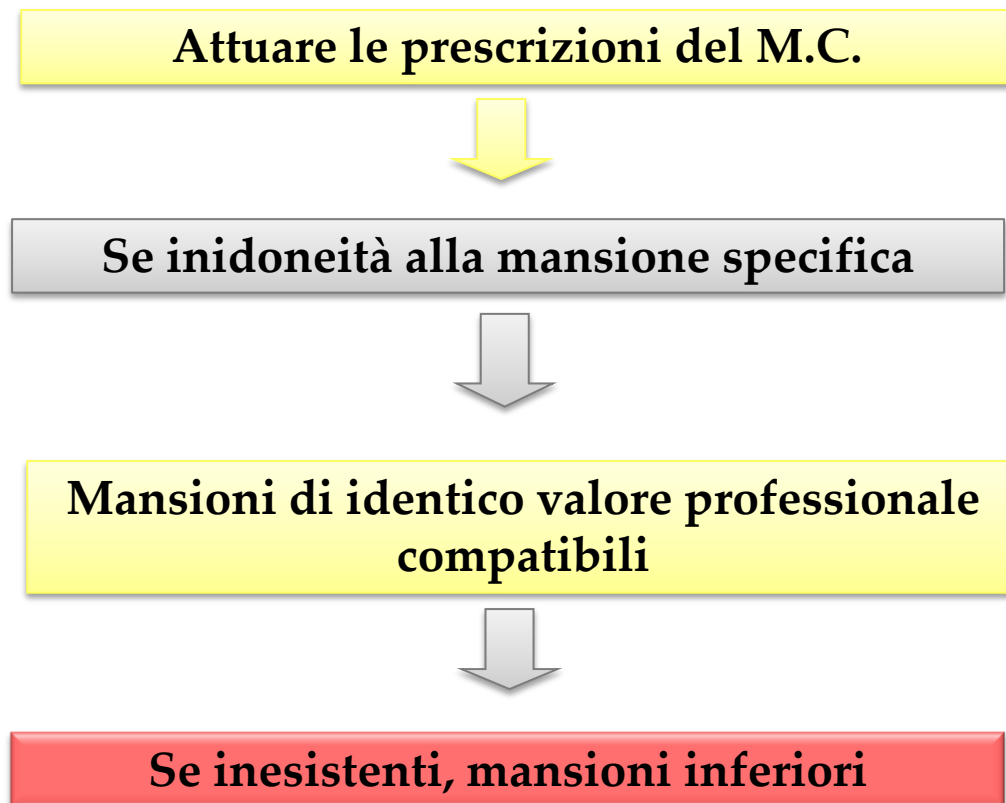 Attuare le prescrizioni del M.C.
Se inidoneità alla mansione specifica
Mansioni di identico valore professionale
compatibili
Se inesistenti, mansioni inferiori